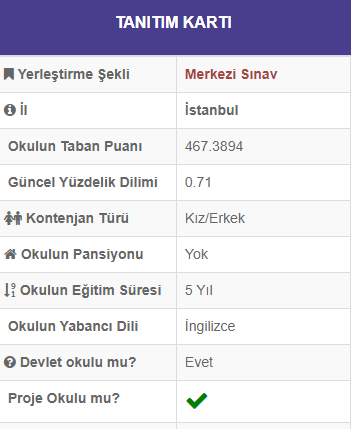 TANITIM KARTI
Yerleştirme Şekli Merkezi Sınav
İl İstanbul
Okulun Taban Puanı 467.3894
Güncel Yüzdelik Dilimi 0.71
Kontenjan Türü Kız/Erkek
Okulun Pansiyonu Yok
Okulun Eğitim Süresi 5 Yıl
Okulun Yabancı Dili İngilizce
Devlet okulu mu? Evet
Proje Okulu mu?